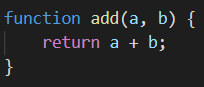 function add(a, b) {
    return a + b;
}